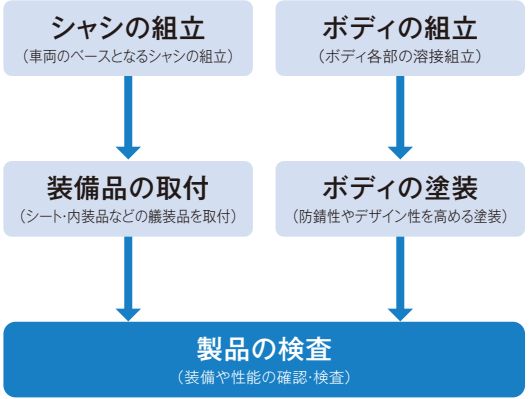 シャシの組立
（車両のベースとなるシャシの組立）
ボディの組立
（ボディ各部の溶接組立）
装備品の取付
（シート・内装品などの艤装品を取付）
ボディの塗装
（防錆性やデザイン性を高める塗装）
製品の検査
（装備や性能の確認・検査）